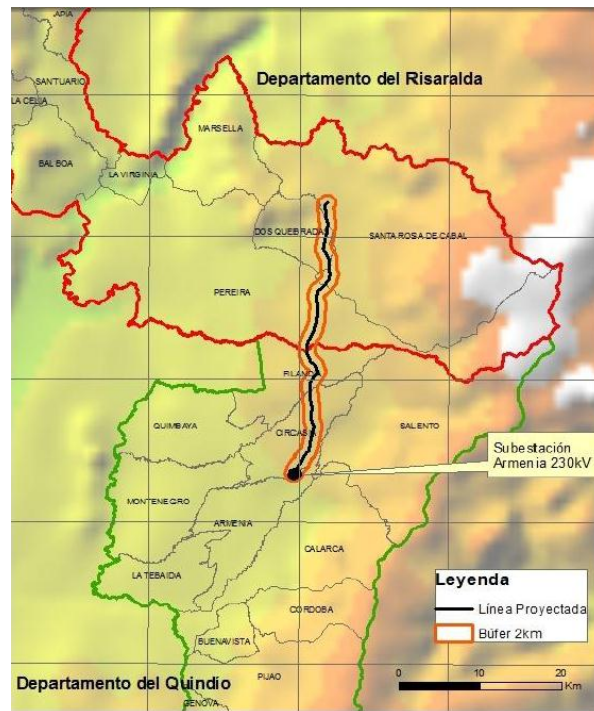 APIA
SANTUARIO
LA CELIA
Departamento del Risaralda
MARSELLA
BALBOA
LA VIRGINIA
DOS QUEBRADAS
SANTA ROSA DE CABAL
PEREIRA
FILANDIA
QUIMBAYA
CIRCASIA
SALENTO
Subestación
Armenia 230kV
MONTENEGRO
ARMENIA
CALARCA
LA TEBAIDA
Leyenda
Línea Proyectada
Búfer 2km
CORDOBA
BUENAVISTA
0 10 20
Km
Departamento del Quindio
PIJAO
GENOVA